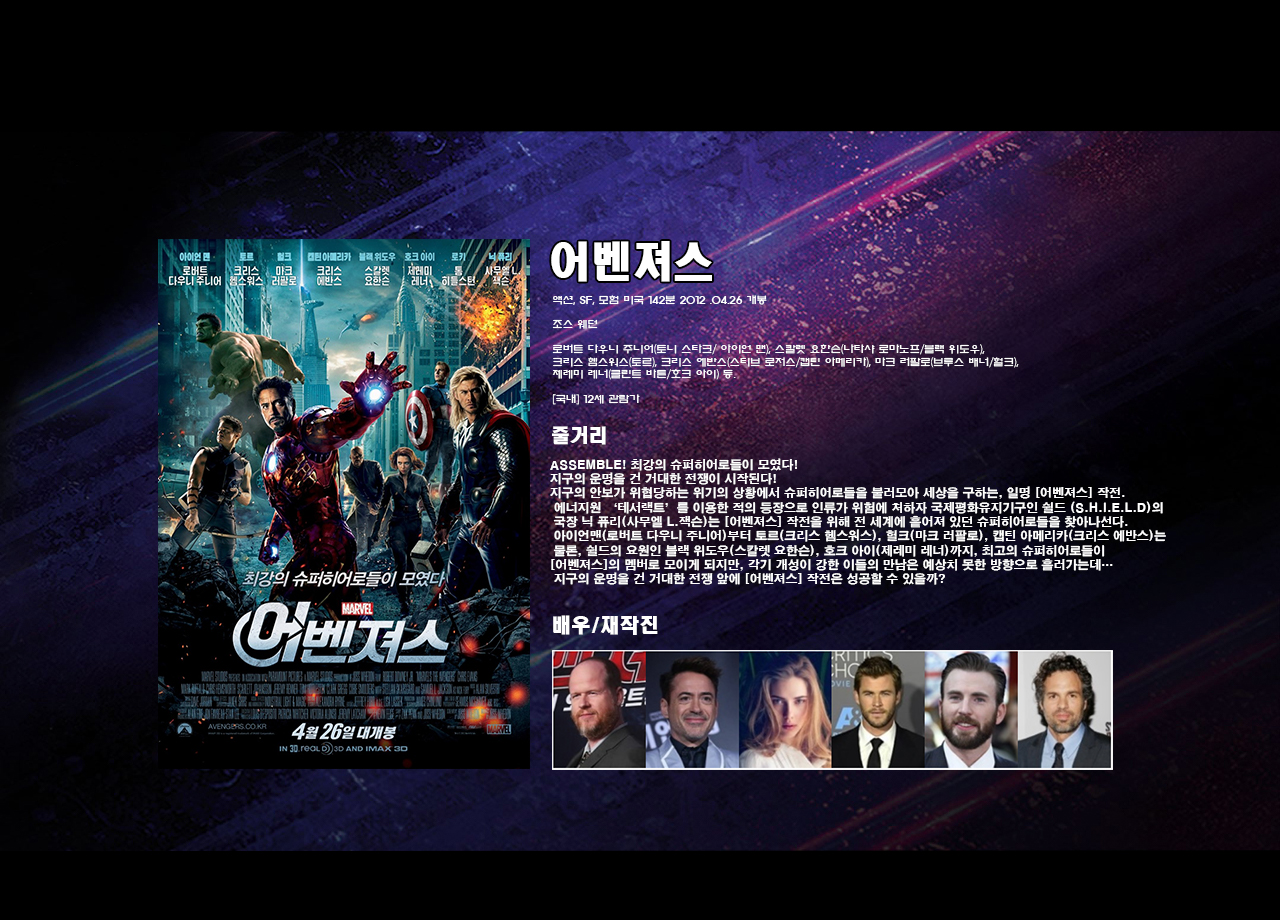 아이언 맨 토르 헐크 캡틴 아메리카 블랙 위도우 호크 아이 로키 닉 퓨리
로버트 다우니 주니어 크리스 헴스워스 마크 러팔로 크리스 에반스 스칼렛 요한슨 제레미 레너 톰 히들스턴 사무엘 L. 잭슨
최강의 슈퍼히어로들이 모였다
MARVEL
어벤져스
AVENGERS.CO.KR
4월 26일 대개봉
IN 3D, REAL D 3D AND IMAX 3D
MARVEL
어벤져스
액션, SF, 모험 미국 142분 2012 .04.26 개봉
조스 웨던
로버트 다우니 주니어(토니 스타크/ 아이언 맨), 스칼렛 요한슨(나타샤 로마노프/블랙 위도우),
크리스 헴스워스(토르), 크리스 에반스(스티브 로저스/캡틴 아메리카), 마크 러팔로(브루스 배너/헐크),
제레미 레너(클린트 바튼/호크 아이) 등.
[국내] 12세 관람가
줄거리
ASSEMBLE! 최강의 슈퍼히어로들이 모였다!
지구의 운명을 건 거대한 전쟁이 시작된다!
지구의 안보가 위협당하는 위기의 상황에서 슈퍼히어로들을 불러모아 세상을 구하는, 일명 [어벤져스] 작전.
에너지원 ‘테서랙트’를 이용한 적의 등장으로 인류가 위험에 처하자 국제평화유지기구인 쉴드 (S.H.I.E.L.D)의
국장 닉 퓨리(사무엘 L.잭슨)는 [어벤져스] 작전을 위해 전 세계에 흩어져 있던 슈퍼히어로들을 찾아나선다.
아이언맨(로버트 다우니 주니어)부터 토르(크리스 헴스워스), 헐크(마크 러팔로), 캡틴 아메리카(크리스 에반스)는
물론, 쉴드의 요원인 블랙 위도우(스칼렛 요한슨), 호크 아이(제레미 레너)까지, 최고의 슈퍼히어로들이
[어벤져스]의 멤버로 모이게 되지만, 각기 개성이 강한 이들의 만남은 예상치 못한 방향으로 흘러가는데…
지구의 운명을 건 거대한 전쟁 앞에 [어벤져스] 작전은 성공할 수 있을까?
배우/재작진